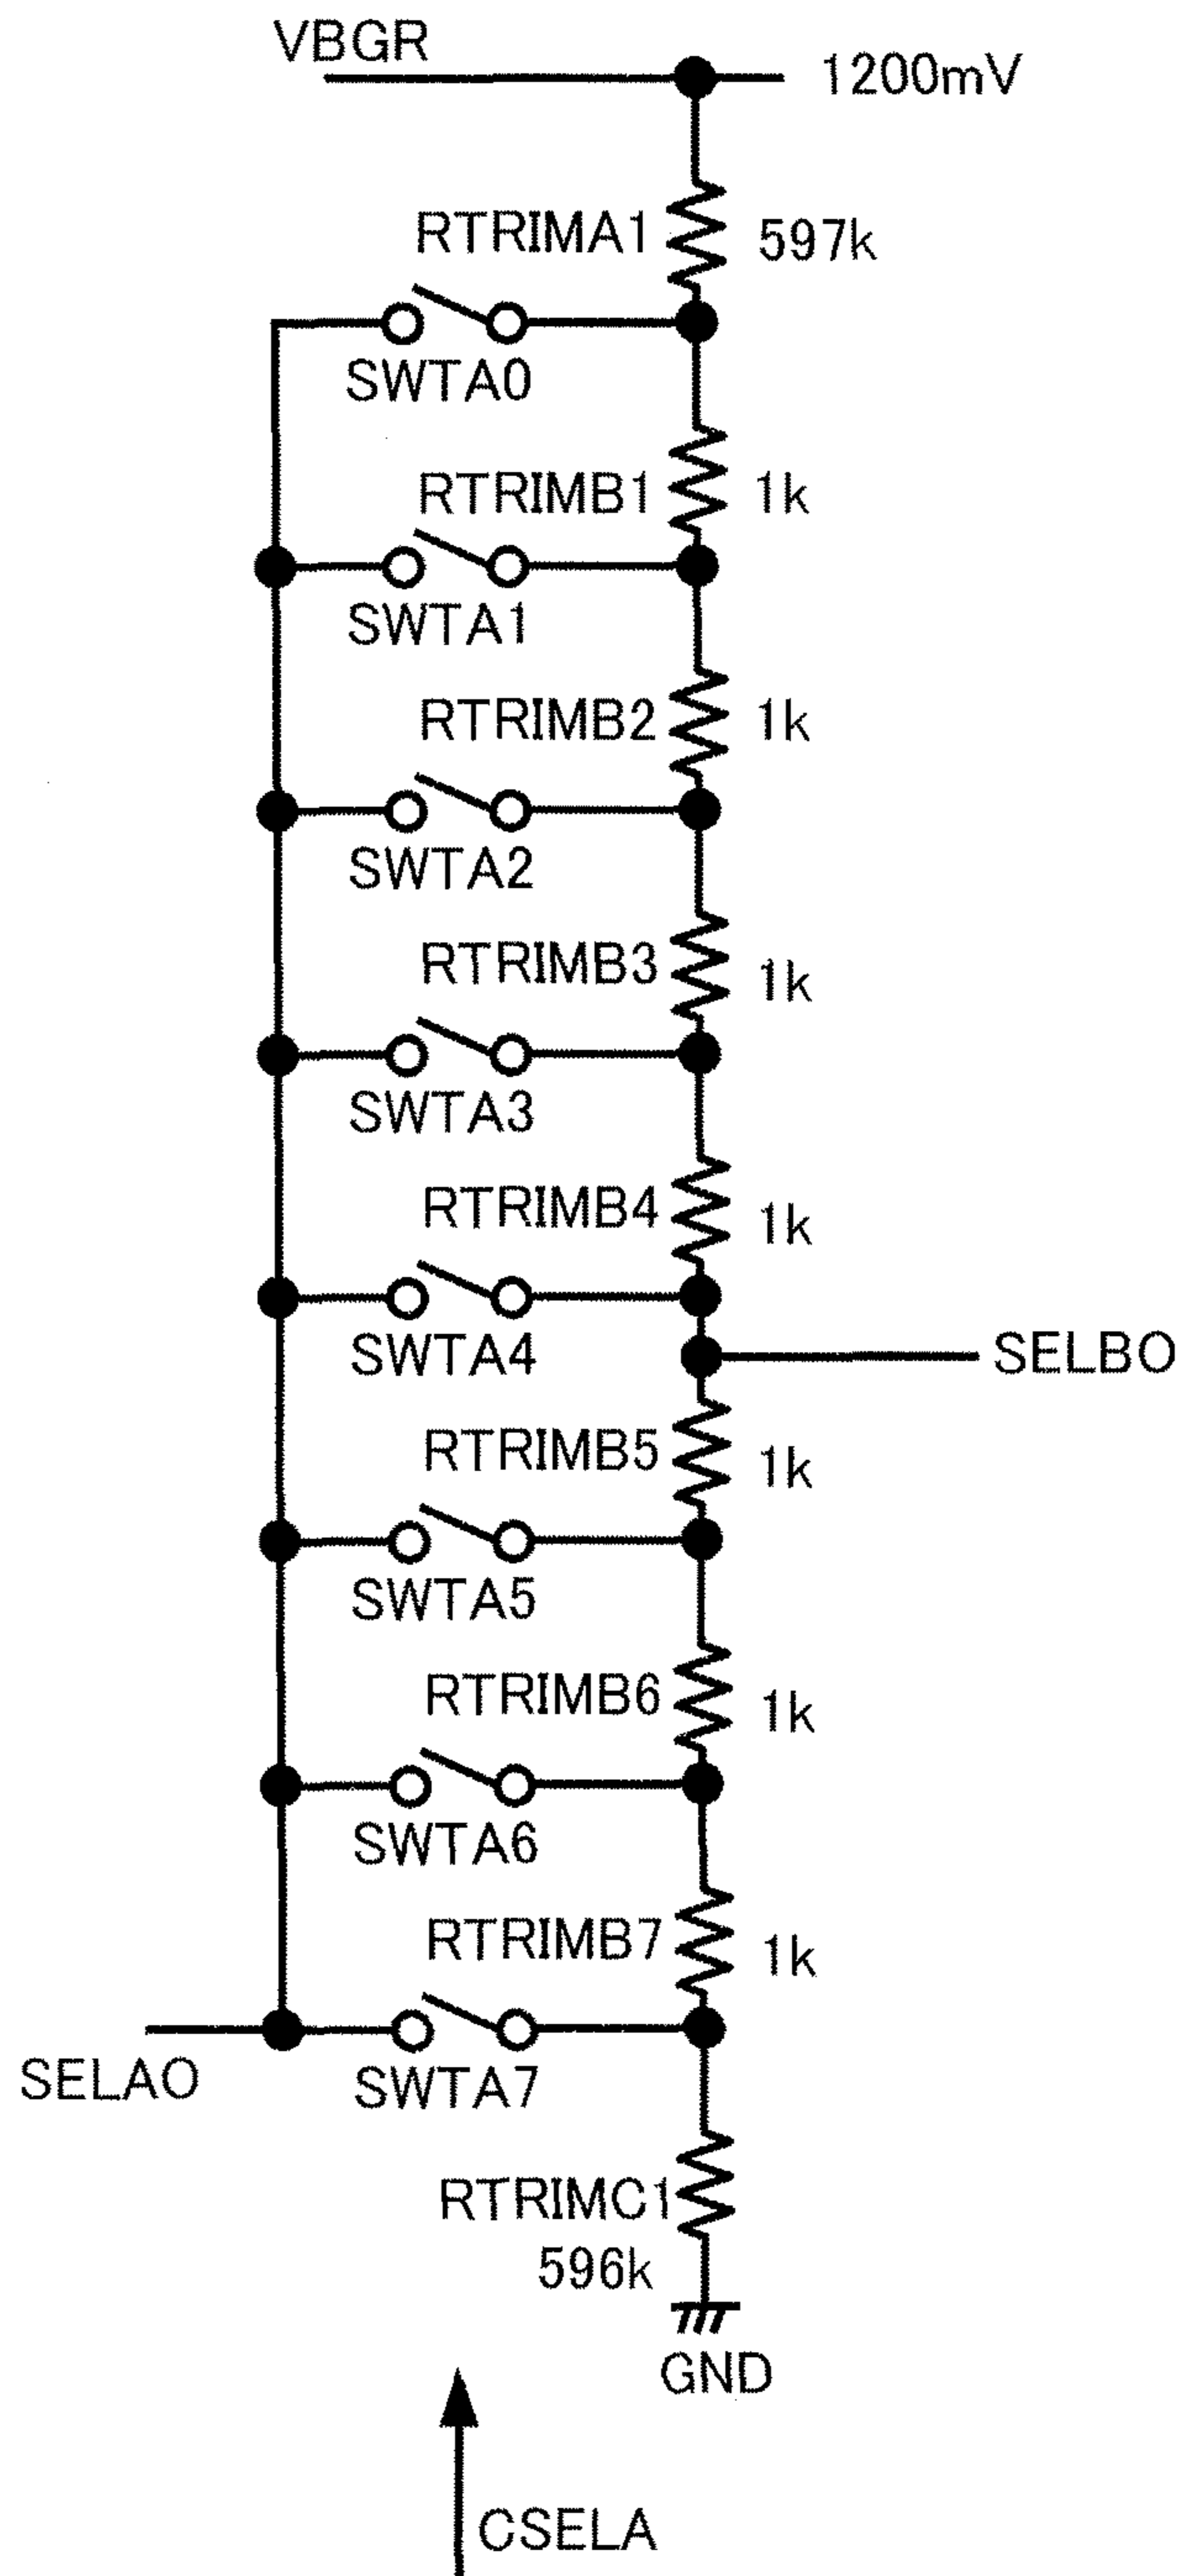 VBGR
1200mV
RTRIMA1 597k
SWTA0
RTRIMB1 1k
SWTA1
RTRIMB2 1k
SWTA2
RTRIMB3 1k
SWTA3
RTRIMB4 1k
SWTA4
SELBO
RTRIMB5 1k
SWTA5
RTRIMB6 1k
SWTA6
RTRIMB7 1k
SELAO
SWTA7
RTRIMC1
596k
GND
CSELA